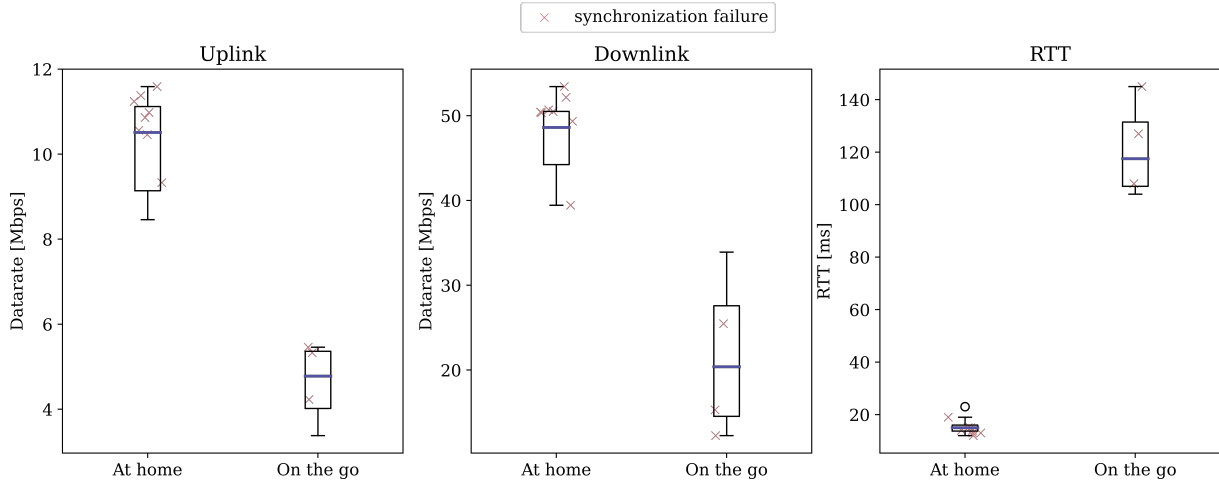 synchronization failure
Uplink
Downlink
RTT
12
10
8
6
4
Datarate [Mbps]
At home
On the go
50
40
30
20
Datarate [Mbps]
At home
On the go
140
120
100
80
60
40
20
RTT [ms]
At home
On the go